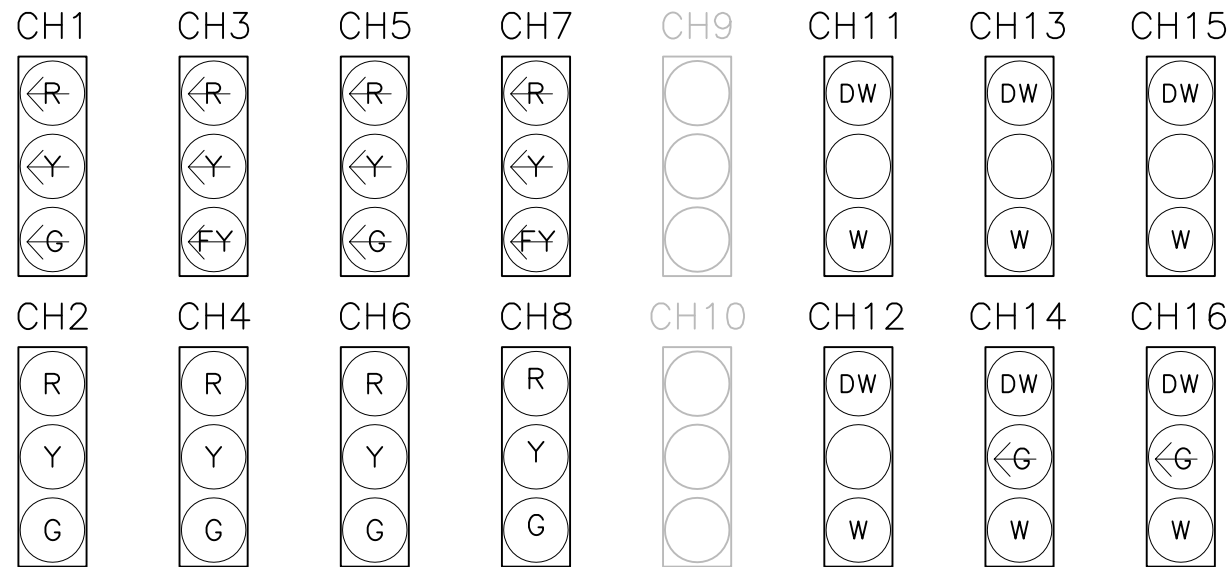 CH1 CH3 CH5 CH7 CH9 CH11 CH13 CH15
R R R R DW DW DW
Y Y Y Y
G FY G FY W W W
CH2 CH4 CH6 CH8 CH10 CH12 CH14 CH16
R R R R DW DW DW
Y Y Y Y G G
G G G G W W W